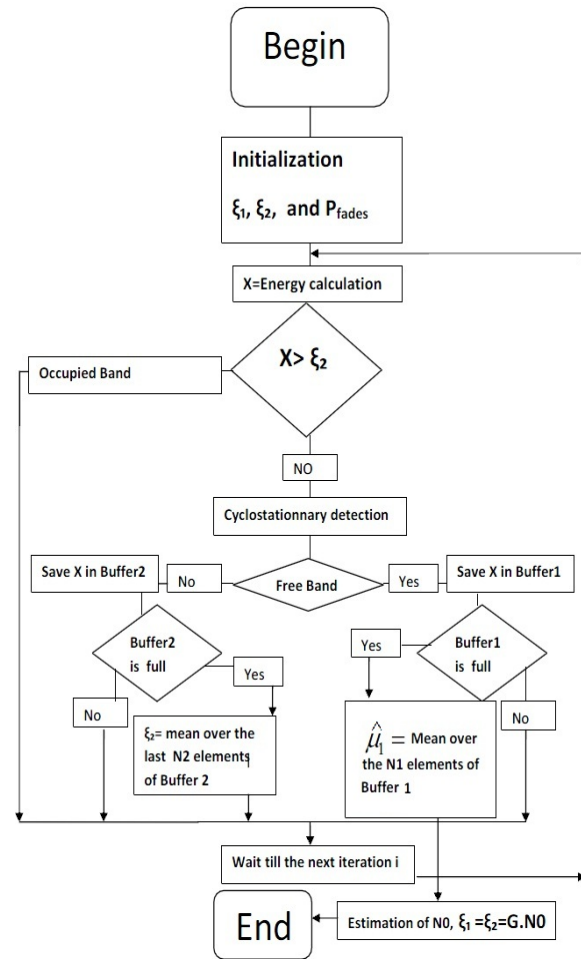 Begin
Initialization
ξ₁, ξ₂, and Pfades
X=Energy calculation
X> ξ₂
Occupied Band
NO
Cyclostationnary detection
Save X in Buffer2
No
Free Band
Yes
Save X in Buffer1
Buffer2
is full
Yes
No
Yes
Buffer1
is full
No
ξ₂= mean over the
last N2 elements
of Buffer 2
μ̂₁ = Mean over
the N1 elements of
Buffer 1
Wait till the next iteration i
End
Estimation of N0, ξ₁ =ξ₂=G.N0